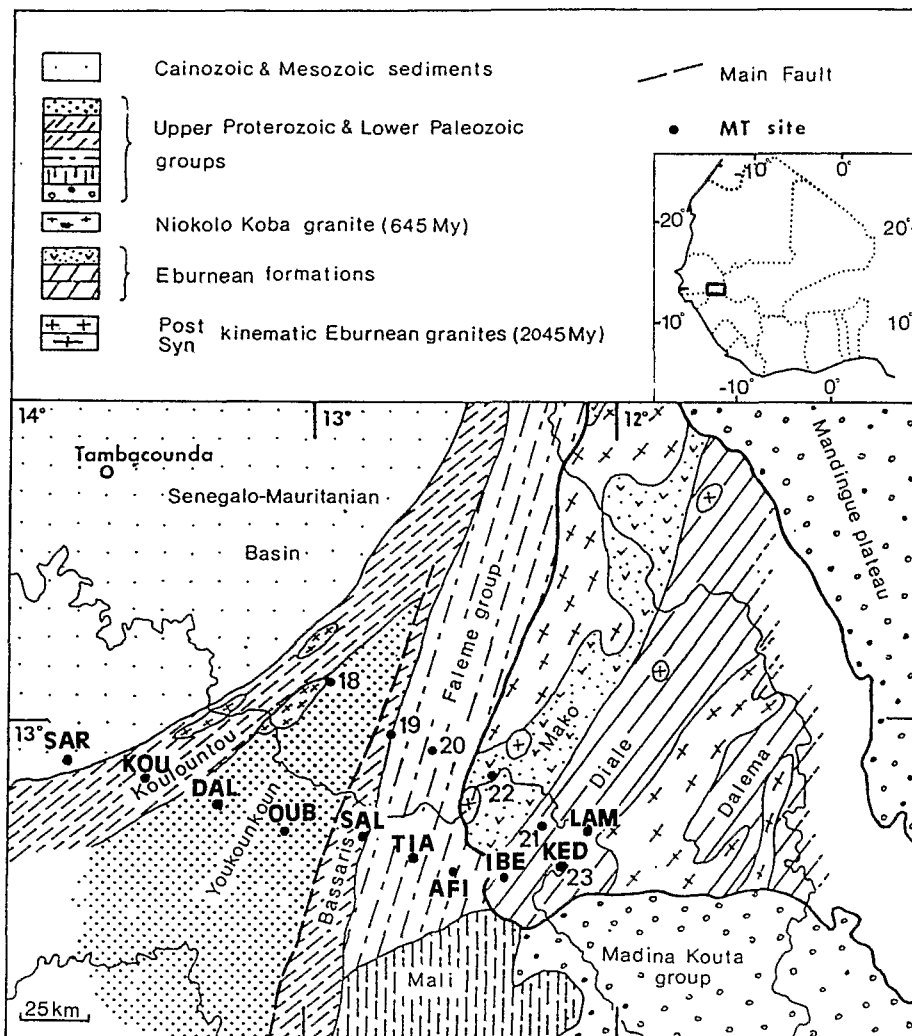 Cainozoic & Mesozoic sediments
Upper Proterozoic & Lower Paleozoic
groups
Niokolo Koba granite (645 My)
Eburnean formations
Post
Syn kinematic Eburnean granites (2045 My)
Main Fault
MT site
-10° 0°
20° 20°
10° 10°
-10° 0°
14° 13° 12°
Tambacounda
Senegalo-Mauritanian
Basin
Mandingue plateau
Faleme group
18
13° 13°
SAR
KOU
Koulountou
DAL
Youkounkoun
OUB
Bassaris
SAL
19
20
TIA
AFI
Mako
22
Diale
Dalema
21
LAM
IBE
KED
23
Mali
Madina Kouta
group
25km